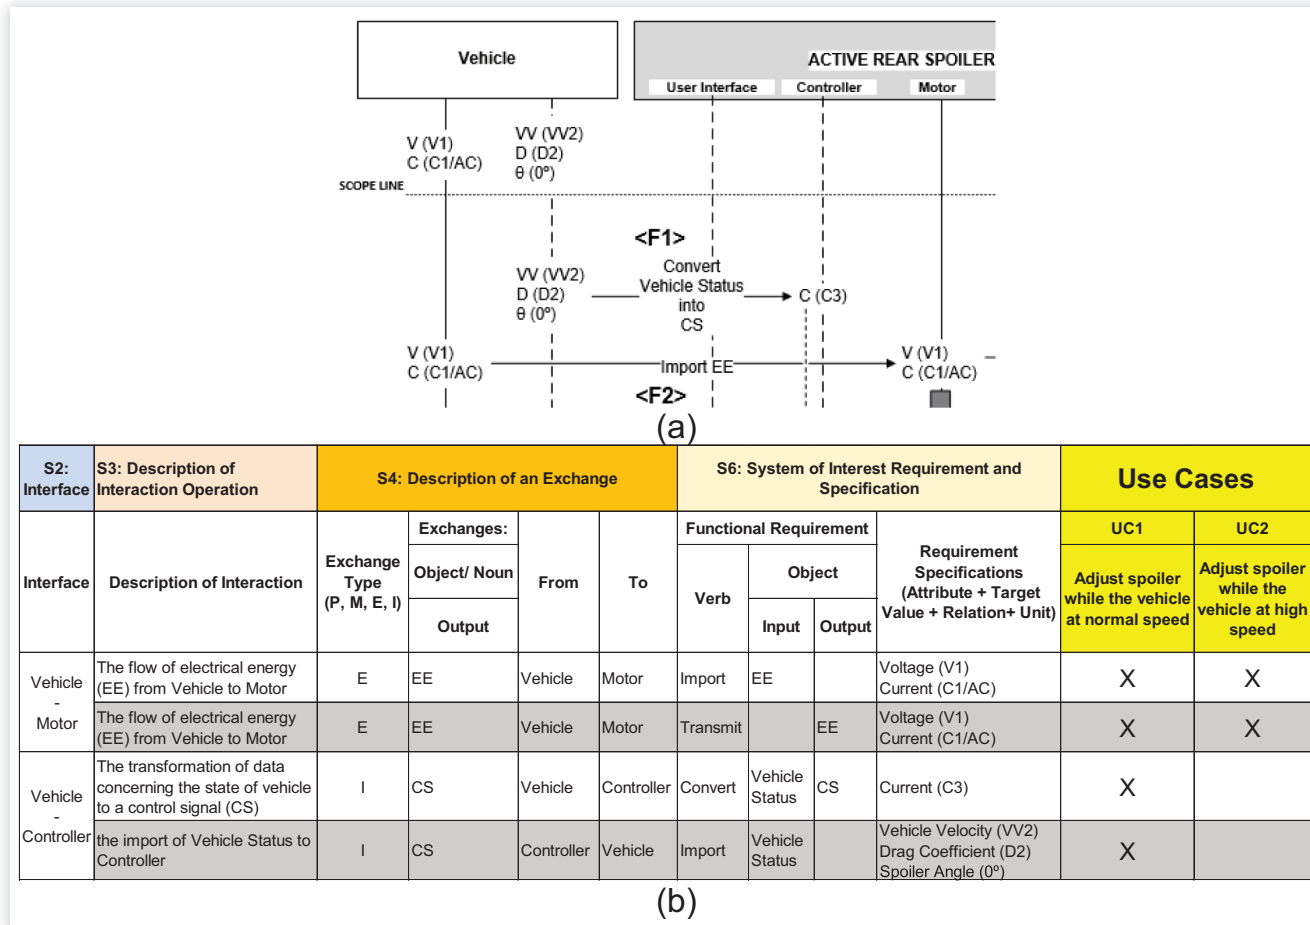 Vehicle
ACTIVE REAR SPOILER
User Interface
Controller
Motor
V (V1)
C (C1/AC)
VV (VV2)
D (D2)
θ (0º)
SCOPE LINE
<F1>
Convert
Vehicle Status
into
CS
VV (VV2)
D (D2)
θ (0º)
C (C3)
V (V1)
C (C1/AC)
Import EE
V (V1)
C (C1/AC)
<F2>
(a)
S2:
Interface
S3: Description of
Interaction Operation
S4: Description of an Exchange
S6: System of Interest Requirement and
Specification
Use Cases
Interface
Description of Interaction
Exchange
Type
(P, M, E, I)
Exchanges:
Object/ Noun
Output
From
To
Functional Requirement
Verb
Object
Input
Output
Requirement
Specifications
(Attribute + Target
Value + Relation+ Unit)
UC1
Adjust spoiler
while the vehicle
at normal speed
UC2
Adjust spoiler
while the
vehicle at high
speed
Vehicle
-
Motor
The flow of electrical energy
(EE) from Vehicle to Motor
E
EE
Vehicle
Motor
Import
EE
Voltage (V1)
Current (C1/AC)
X
X
The flow of electrical energy
(EE) from Vehicle to Motor
E
EE
Vehicle
Motor
Transmit
EE
Voltage (V1)
Current (C1/AC)
X
X
Vehicle
-
Controller
The transformation of data
concerning the state of vehicle
to a control signal (CS)
I
CS
Vehicle
Controller
Convert
Vehicle
Status
CS
Current (C3)
X
the import of Vehicle Status to
Controller
I
CS
Controller
Vehicle
Import
Vehicle
Status
Vehicle Velocity (VV2)
Drag Coefficient (D2)
Spoiler Angle (0º)
X
(b)